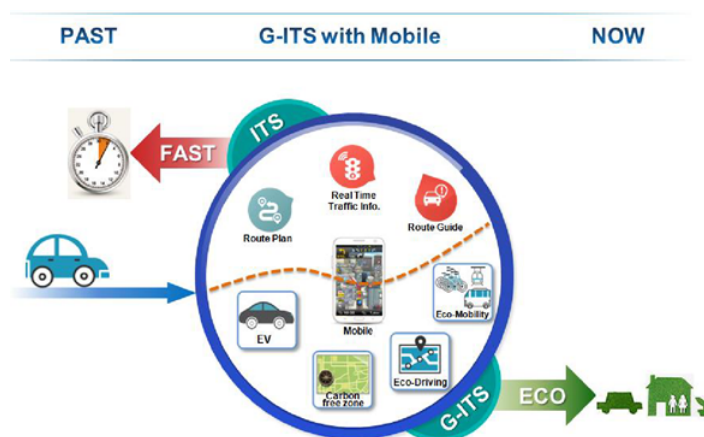 PAST
G-ITS with Mobile
NOW
ITS
FAST
Real Time
Traffic Info.
Route Plan
Route Guide
Mobile
Eco-Mobility
EV
Carbon
free zone
Eco-Driving
G-ITS
ECO